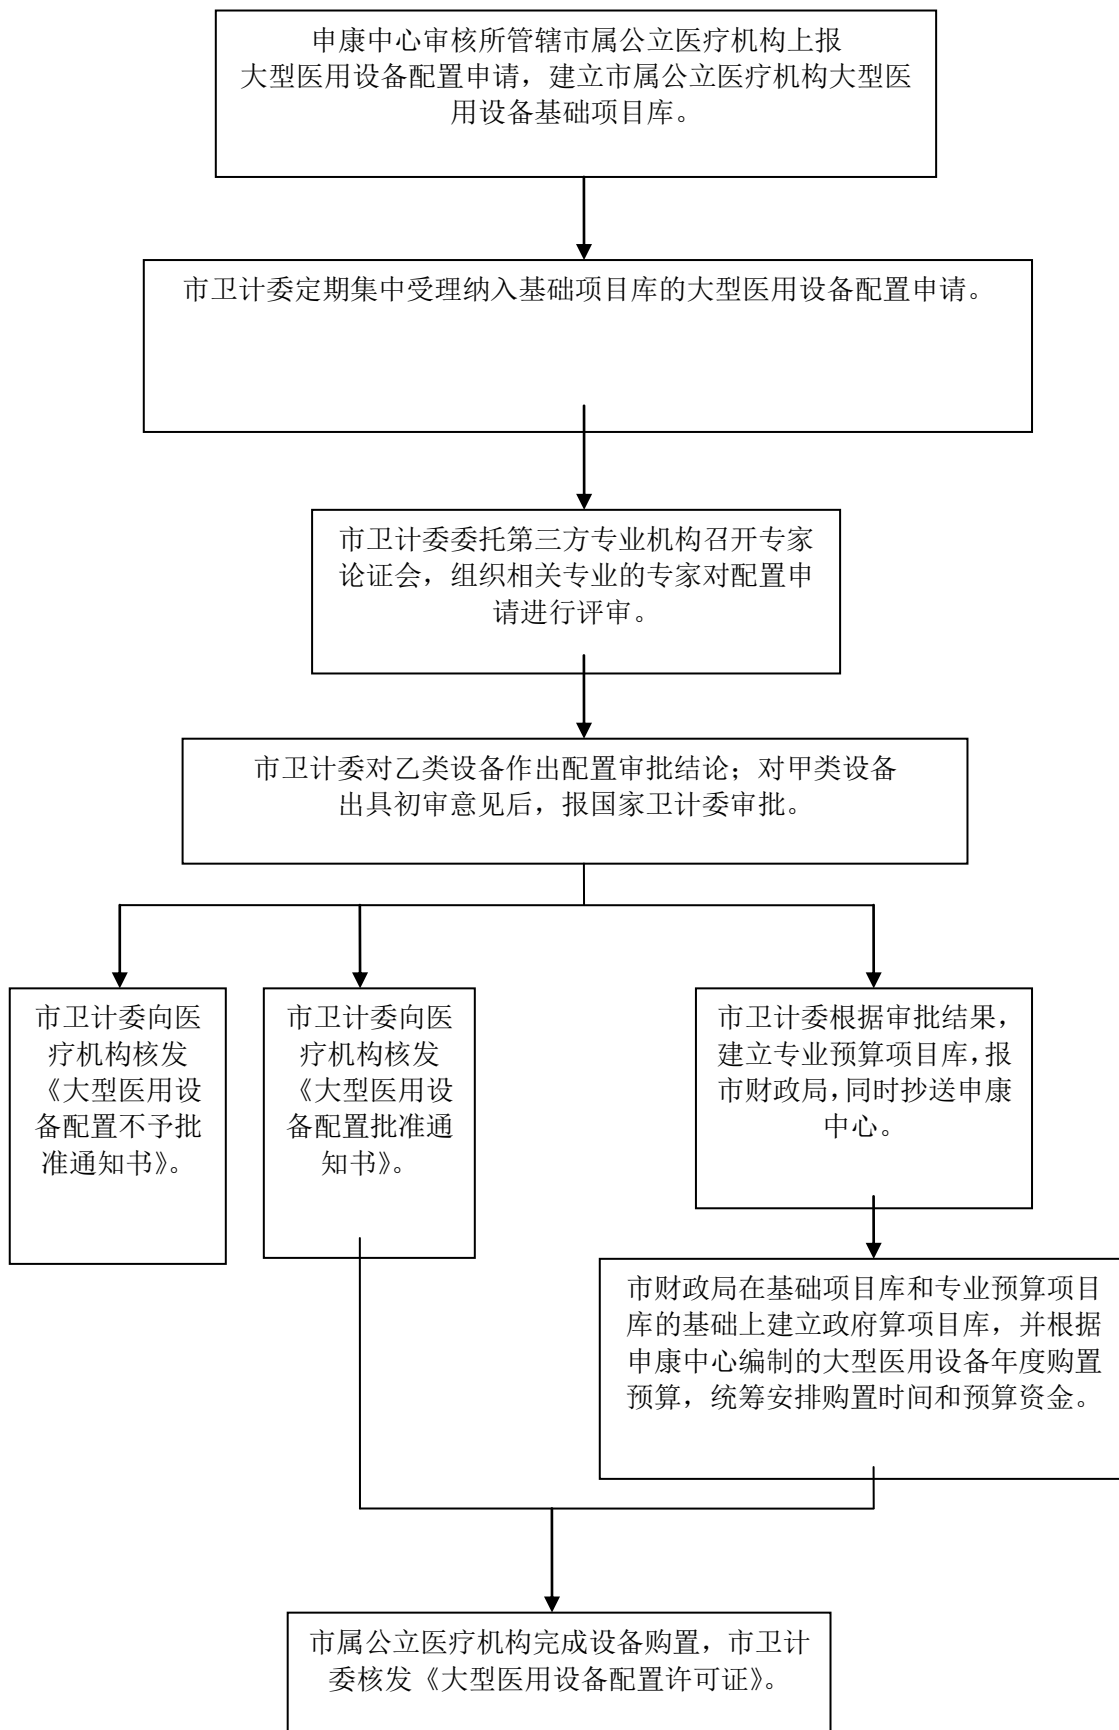 申康中心审核所管辖市属公立医疗机构上报
大型医用设备配置申请，建立市属公立医疗机构大型医
用设备基础项目库。
市卫计委定期集中受理纳入基础项目库的大型医用设备配置申请。
市卫计委委托第三方专业机构召开专家
论证会，组织相关专业的专家对配置申
请进行评审。
市卫计委对乙类设备作出配置审批结论；对甲类设备
出具初审意见后，报国家卫计委审批。
市卫计委向医
疗机构核发
《大型医用设
备配置不予批
准通知书》。
市卫计委向医
疗机构核发
《大型医用设
备配置批准通
知书》。
市卫计委根据审批结果，
建立专业预算项目库，报
市财政局，同时抄送申康
中心。
市财政局在基础项目库和专业预算项目
库的基础上建立政府算项目库，并根据
申康中心编制的大型医用设备年度购置
预算，统筹安排购置时间和预算资金。
市属公立医疗机构完成设备购置，市卫计
委核发《大型医用设备配置许可证》。